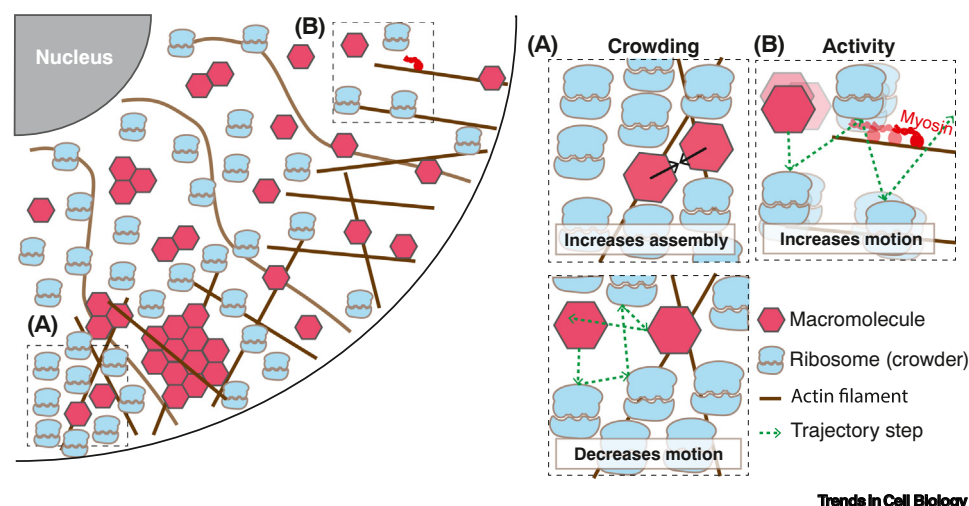 Nucleus
(B)
(A)
(A)
Crowding
Increases assembly
Decreases motion
(B)
Activity
Myosin
Increases motion
Macromolecule
Ribosome (crowder)
Actin filament
Trajectory step
Trends in Cell Biology